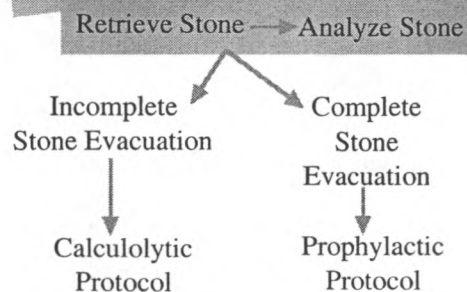 Retrieve Stone Analyze Stone
Incomplete
Stone Evacuation
Complete
Stone
Evacuation
Calculolytic
Protocol
Prophylactic
Protocol